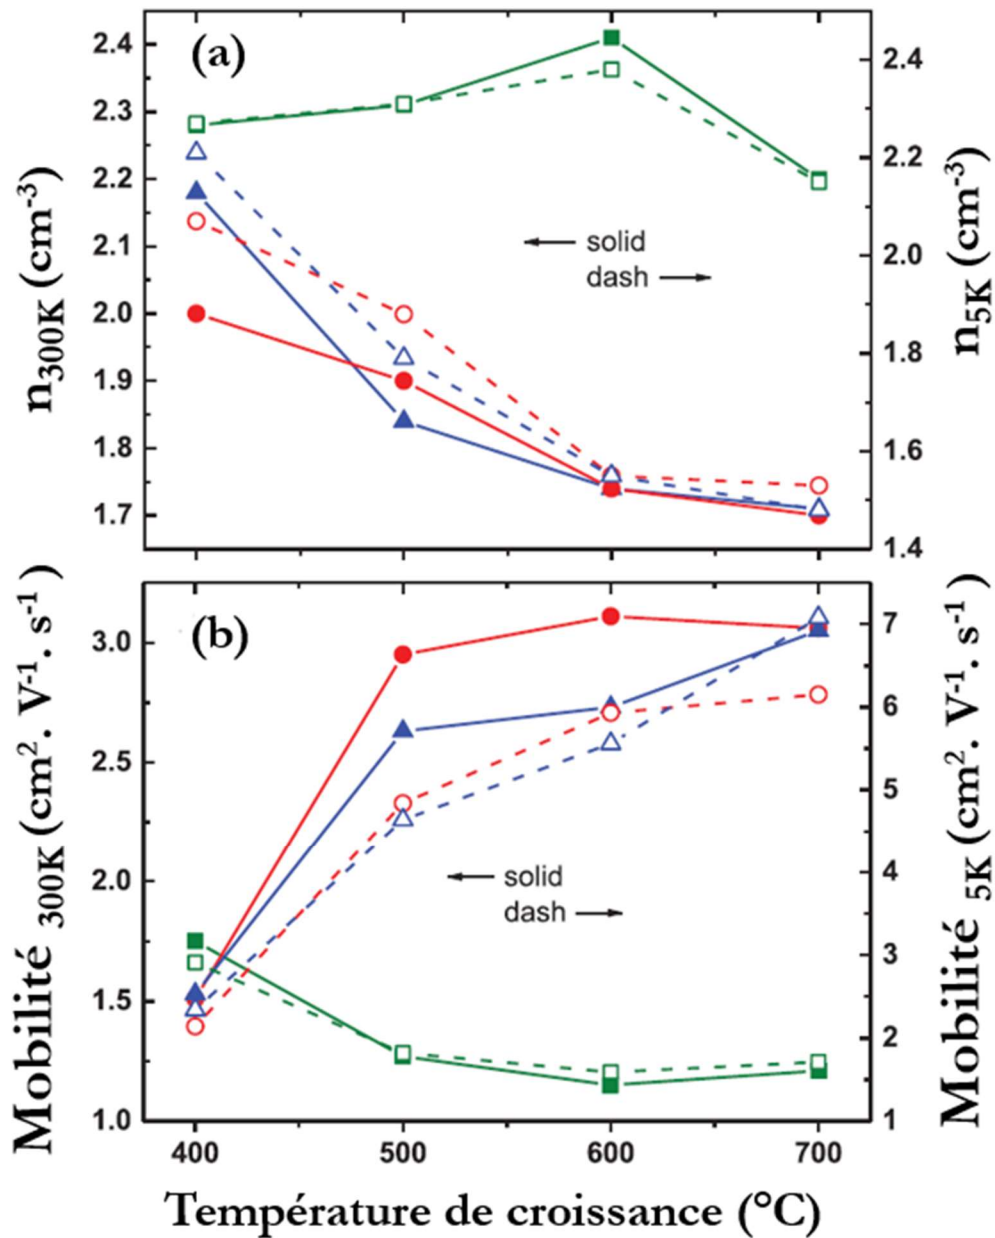 (a)
2.4
2.3
2.2
2.1
2.0
1.9
1.8
1.7
n300K (cm-3)
2.4
2.2
2.0
1.8
1.6
1.4
n5K (cm-3)
solid
dash
(b)
3.0
2.5
2.0
1.5
1.0
Mobilité 300K (cm2. V-1. s-1)
7
6
5
4
3
2
1
Mobilité 5K (cm2. V-1. s-1)
solid
dash
400 500 600 700
Température de croissance (°C)